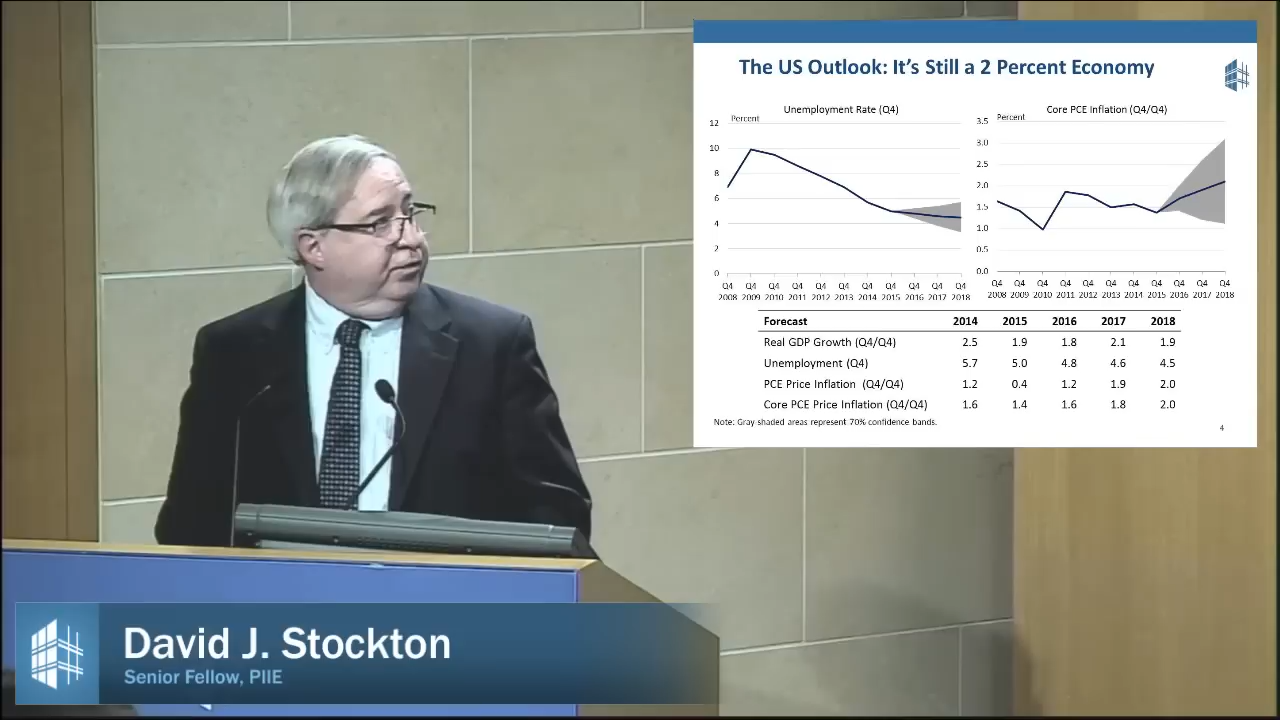 The US Outlook: It's Still a 2 Percent Economy
Unemployment Rate (Q4)
Percent
12
10
8
6
4
2
0
Q4 Q4 Q4 Q4 Q4 Q4 Q4 Q4 Q4 Q4 Q4
2008 2009 2010 2011 2012 2013 2014 2015 2016 2017 2018
Core PCE Inflation (Q4/Q4)
Percent
3.5
3.0
2.5
2.0
1.5
1.0
0.5
0.0
Q4 Q4 Q4 Q4 Q4 Q4 Q4 Q4 Q4 Q4 Q4
2008 2009 2010 2011 2012 2013 2014 2015 2016 2017 2018
Forecast 2014 2015 2016 2017 2018
Real GDP Growth (Q4/Q4) 2.5 1.9 1.8 2.1 1.9
Unemployment (Q4) 5.7 5.0 4.8 4.6 4.5
PCE Price Inflation (Q4/Q4) 1.2 0.4 1.2 1.9 2.0
Core PCE Price Inflation (Q4/Q4) 1.6 1.4 1.6 1.8 2.0
Note: Gray shaded areas represent 70% confidence bands.
4
David J. Stockton
Senior Fellow, PIIE